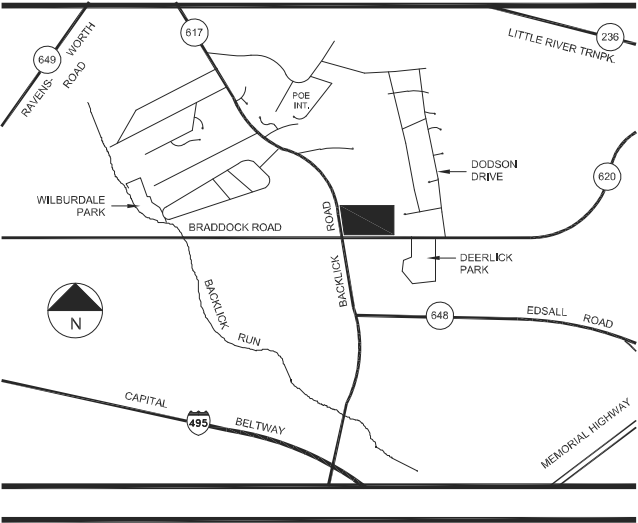 617
236
LITTLE RIVER TRNPK.
649
RAVENS-
WORTH
ROAD
POE
INT.
DODSON
DRIVE
620
WILBURDALE
PARK
BRADDOCK ROAD
BACKLICK
ROAD
DEERLICK
PARK
BACKLICK
RUN
N
648
EDSALL
ROAD
CAPITAL
495
BELTWAY
MEMORIAL HIGHWAY